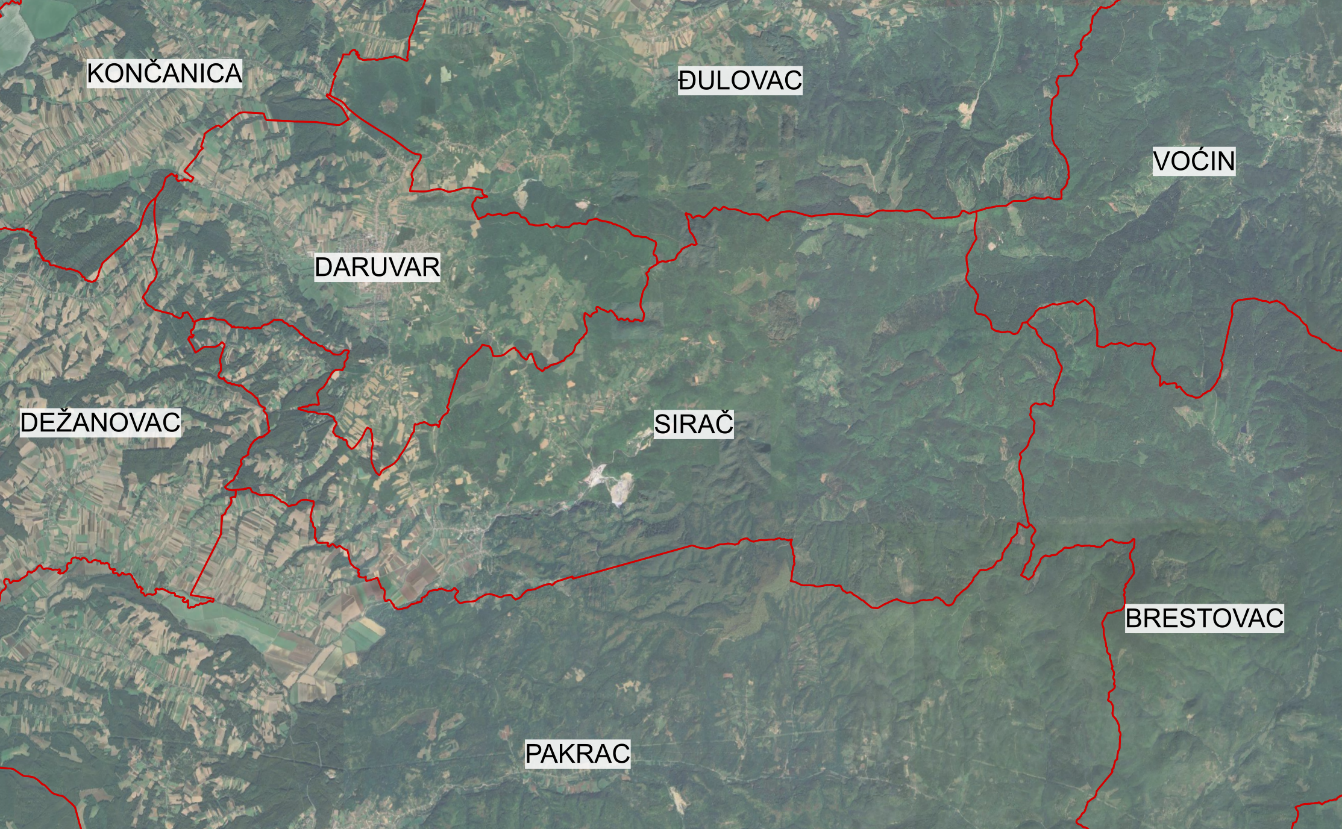 KONČANICA
ĐULOVAC
VOĆIN
DARUVAR
DEŽANOVAC
SIRAČ
BRESTOVAC
PAKRAC